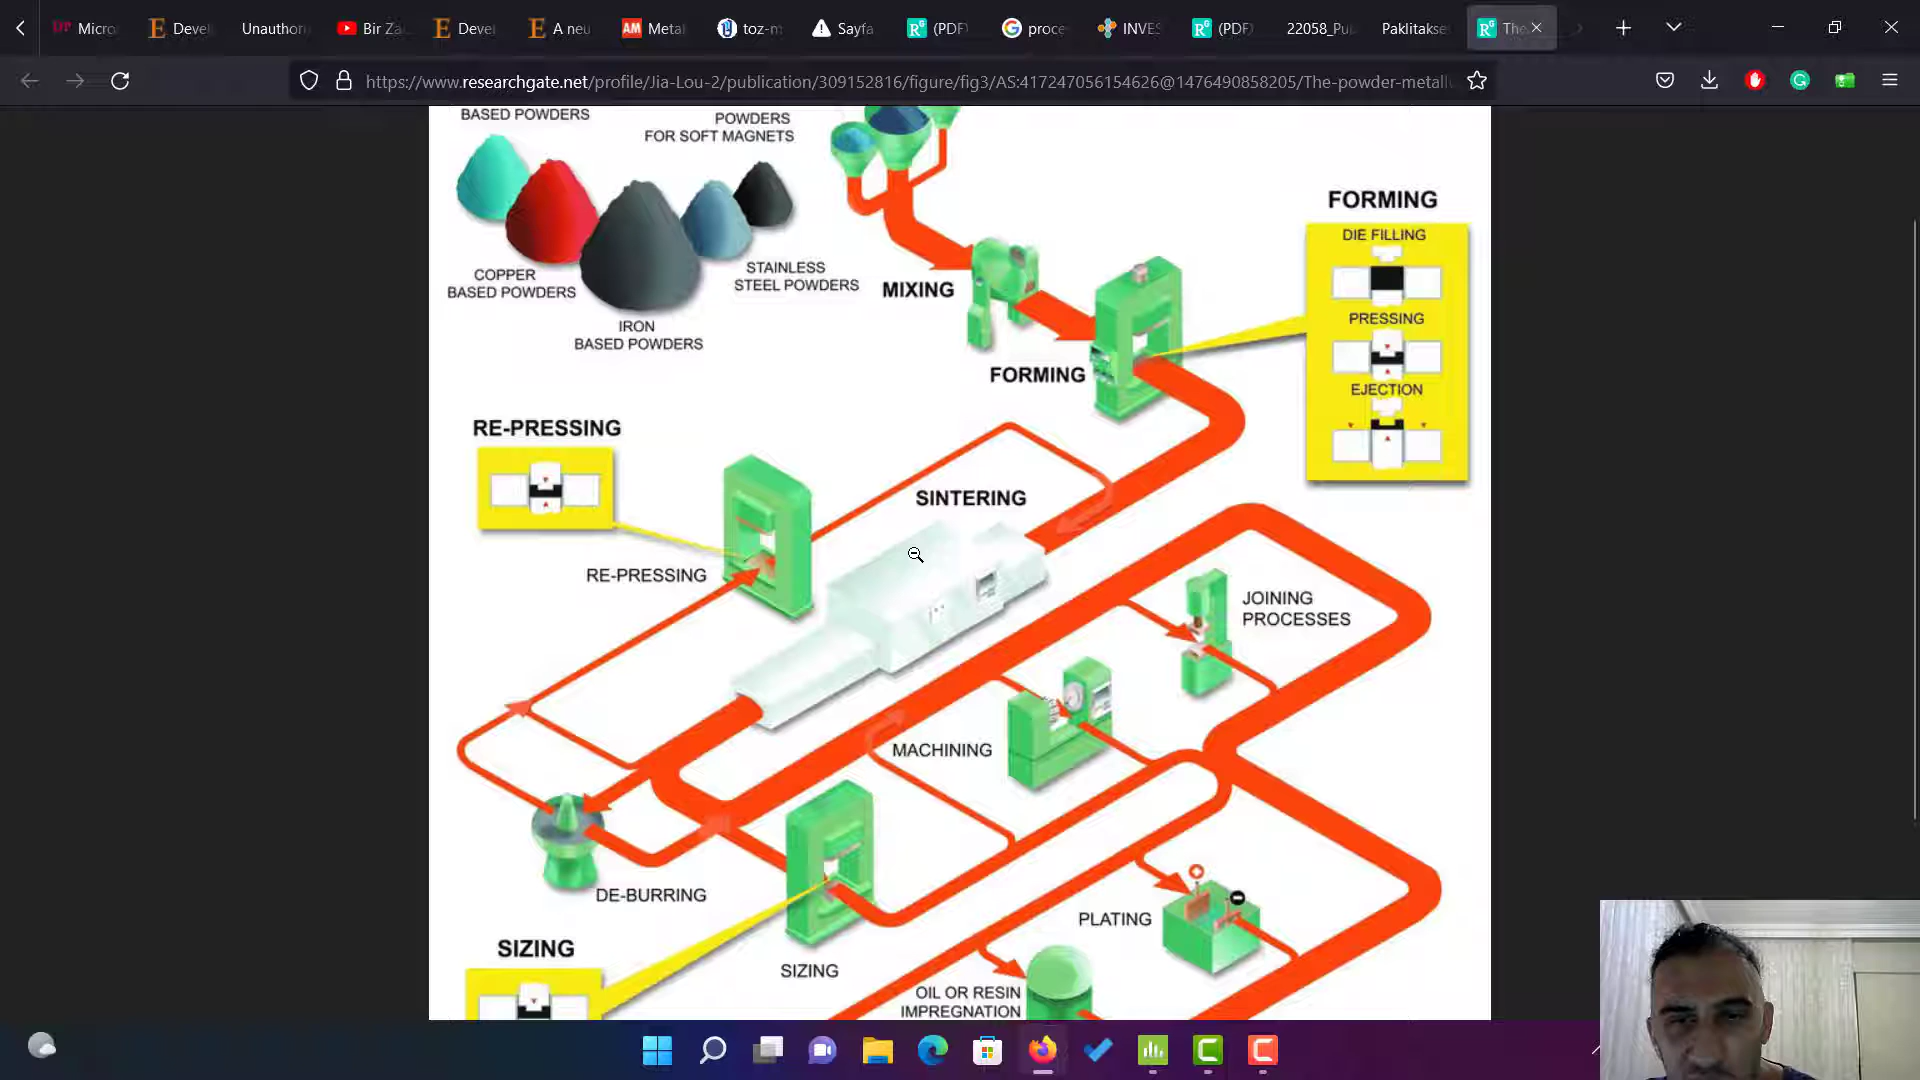 Micro
Devel
Unauthor
Bir Za
Devel
A neu
AM Metal
toz-m
Sayfa
R (PDF
proce
INVES
R (PDF
22058_Pu
Paklitakse
R The
https://www.researchgate.net/profile/Jia-Lou-2/publication/309152816/figure/fig3/AS:417247056154626@1476490858205/The-powder-metall
BASED POWDERS
POWDERS
FOR SOFT MAGNETS
COPPER
BASED POWDERS
STAINLESS
STEEL POWDERS
IRON
BASED POWDERS
MIXING
FORMING
FORMING
DIE FILLING
PRESSING
EJECTION
RE-PRESSING
RE-PRESSING
SINTERING
JOINING
PROCESSES
MACHINING
DE-BURRING
SIZING
SIZING
PLATING
OIL OR RESIN
IMPREGNATION